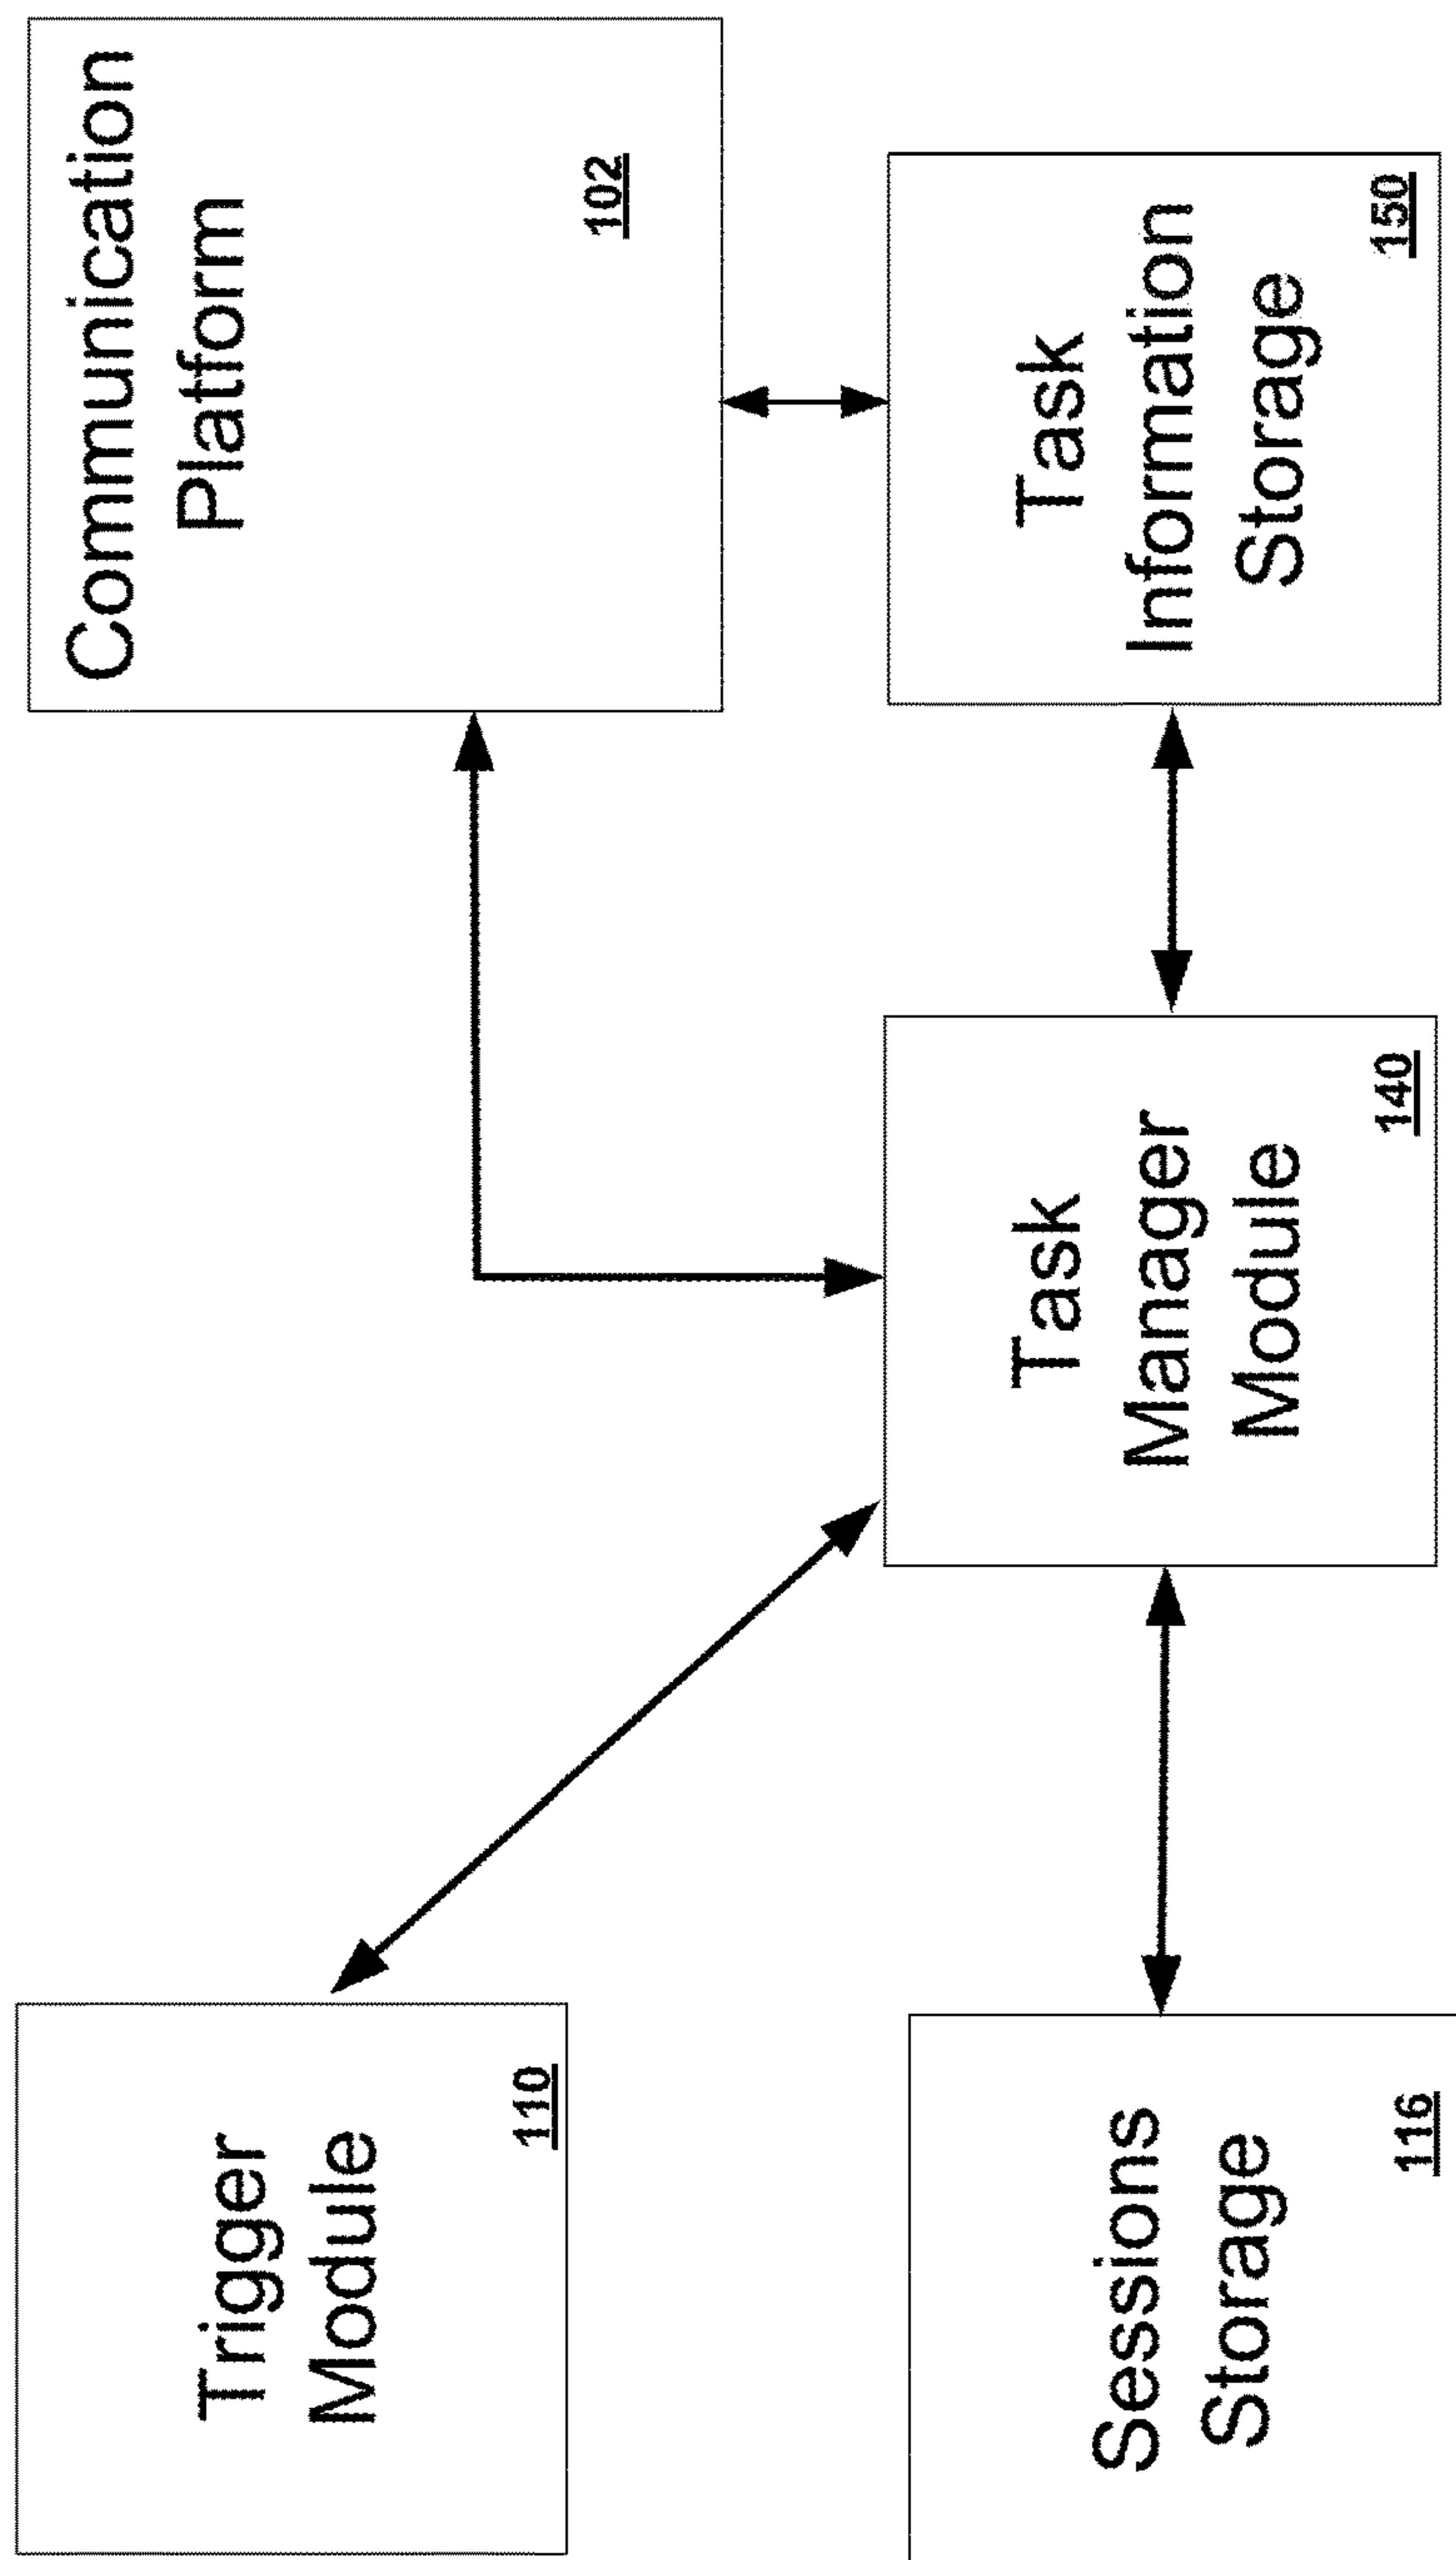 Trigger
Module
110
Communication
Platform
102
Sessions
Storage
116
Task
Manager
Module
140
Task
Information
Storage
150